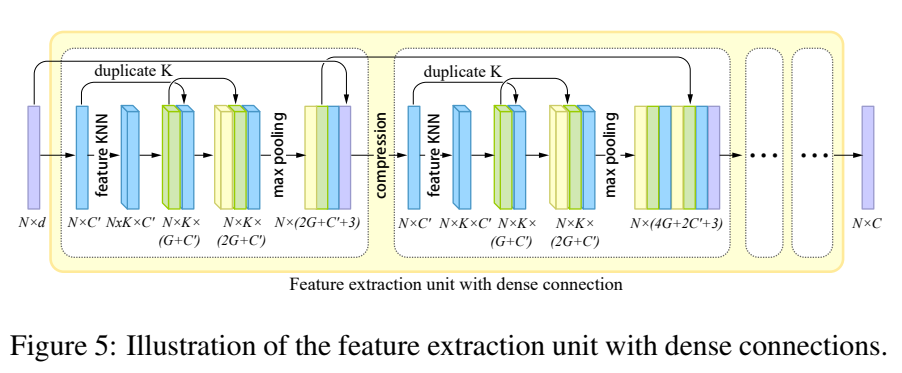 duplicate K
duplicate K
feature KNN
max pooling
compression
feature KNN
max pooling
N×d
N×C'
NxK×C'
N×K×
(G+C')
N×K×
(2G+C')
N×(2G+C'+3)
N×C'
N×K×C'
N×K×
(G+C')
N×K×
(2G+C')
N×(4G+2C'+3)
N×C
Feature extraction unit with dense connection
Figure 5: Illustration of the feature extraction unit with dense connections.